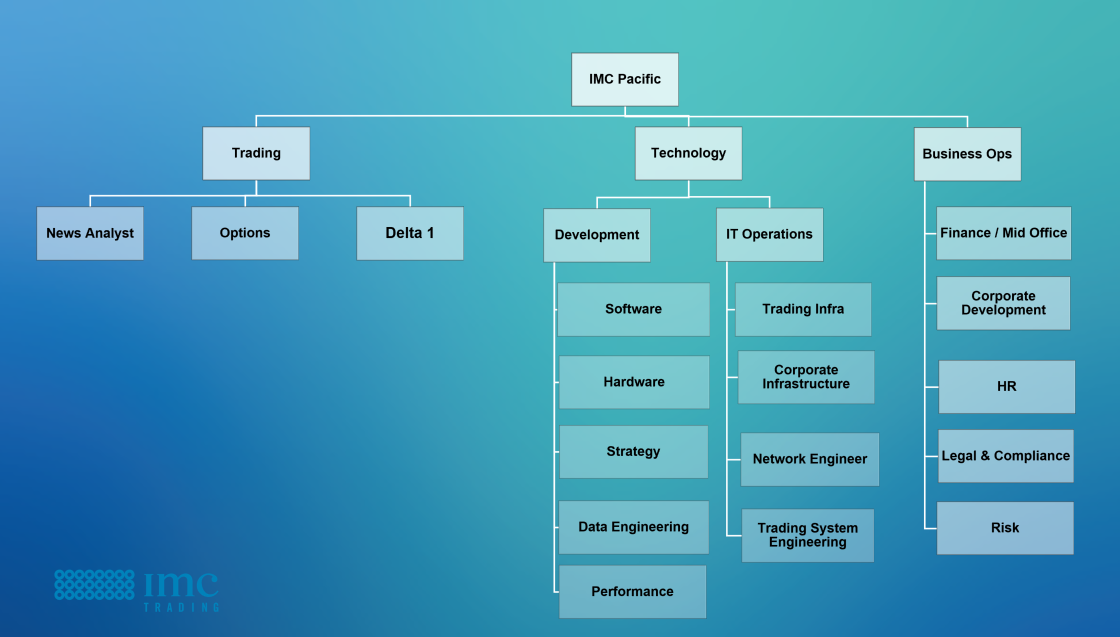 IMC Pacific
Trading
Technology
Business Ops
News Analyst
Options
Delta 1
Development
IT Operations
Finance / Mid Office
Software
Trading Infra
Corporate
Development
Hardware
Corporate
Infrastructure
HR
Strategy
Network Engineer
Legal & Compliance
Data Engineering
Trading System
Engineering
Risk
Performance
imc
TRADING